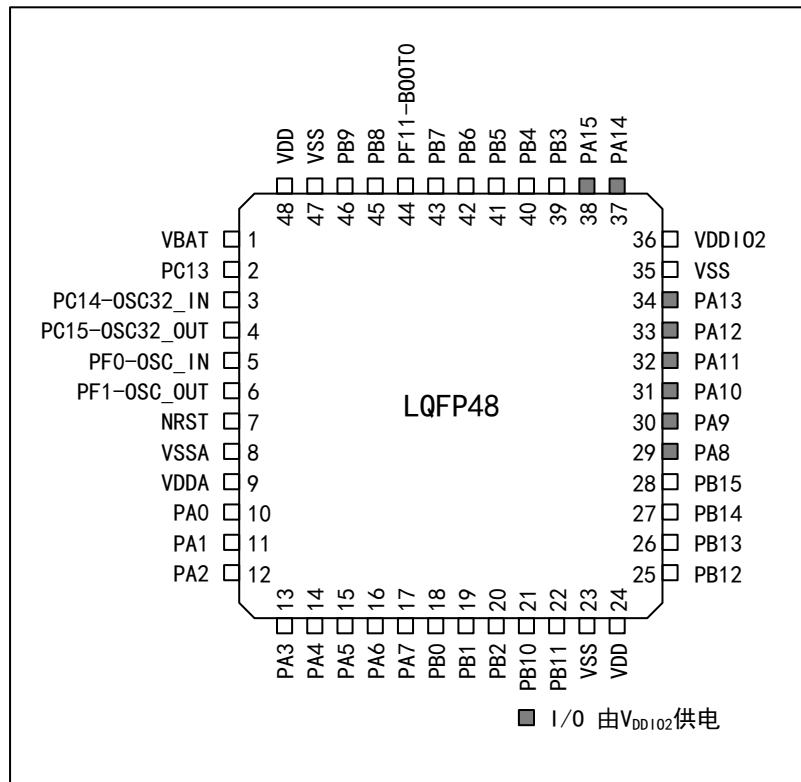 VDD
VSS
PB9
PB8
PF11-BOOT0
PB7
PB6
PB5
PB4
PB3
PA15
PA14
48 47 46 45 44 43 42 41 40 39 38 37
VBAT 1
PC13 2
PC14-OSC32_IN 3
PC15-OSC32_OUT 4
PF0-OSC_IN 5
PF1-OSC_OUT 6
NRST 7
VSSA 8
VDDA 9
PA0 10
PA1 11
PA2 12
LQFP48
36 VDDIO2
35 VSS
34 PA13
33 PA12
32 PA11
31 PA10
30 PA9
29 PA8
28 PB15
27 PB14
26 PB13
25 PB12
13 14 15 16 17 18 19 20 21 22 23 24
PA3
PA4
PA5
PA6
PA7
PB0
PB1
PB2
PB10
PB11
VSS
VDD
I/O 由VDDIO2供电